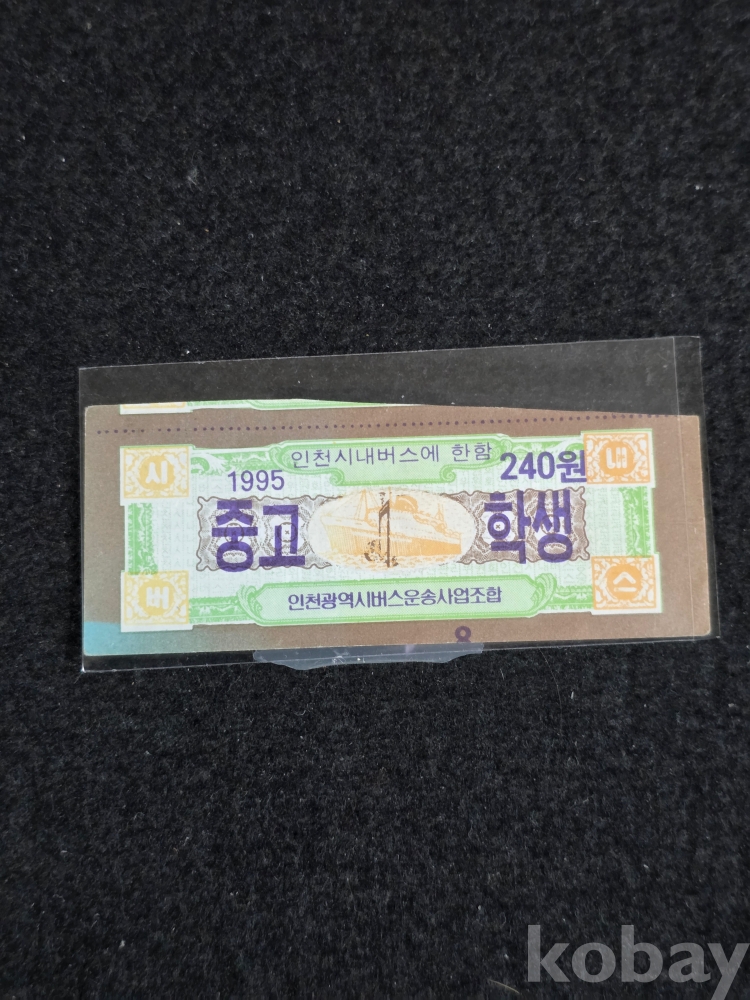 인천시내버스에 한함
시 내
1995 240원
중고 학생
버 스
인천광역시버스운송사업조합
8
kobay